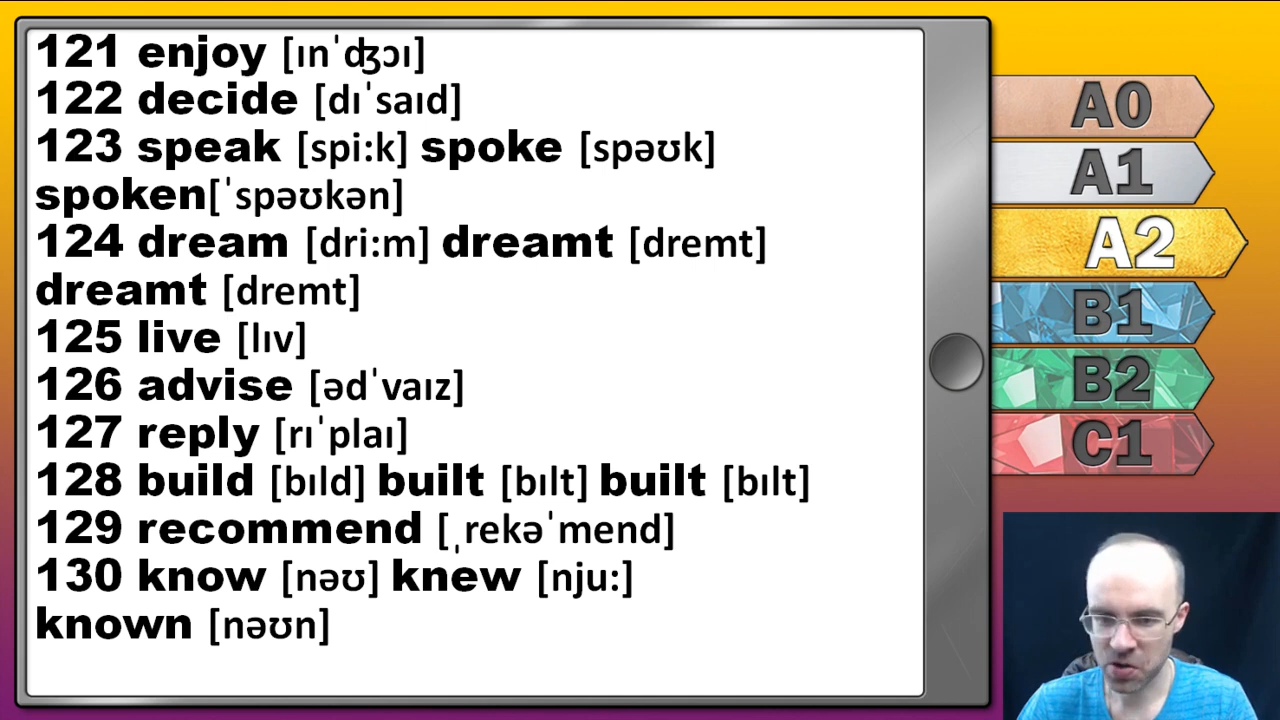 121 enjoy [ɪnˈʤɔɪ]
122 decide [dɪˈsaɪd]
123 speak [spi:k] spoke [spəʊk]
spoken[ˈspəʊkən]
124 dream [dri:m] dreamt [dremt]
dreamt [dremt]
125 live [lɪv]
126 advise [ədˈvaɪz]
127 reply [rɪˈplaɪ]
128 build [bɪld] built [bɪlt] built [bɪlt]
129 recommend [ˌrekəˈmend]
130 know [nəʊ] knew [nju:]
known [nəʊn]
A0
A1
A2
B1
B2
C1